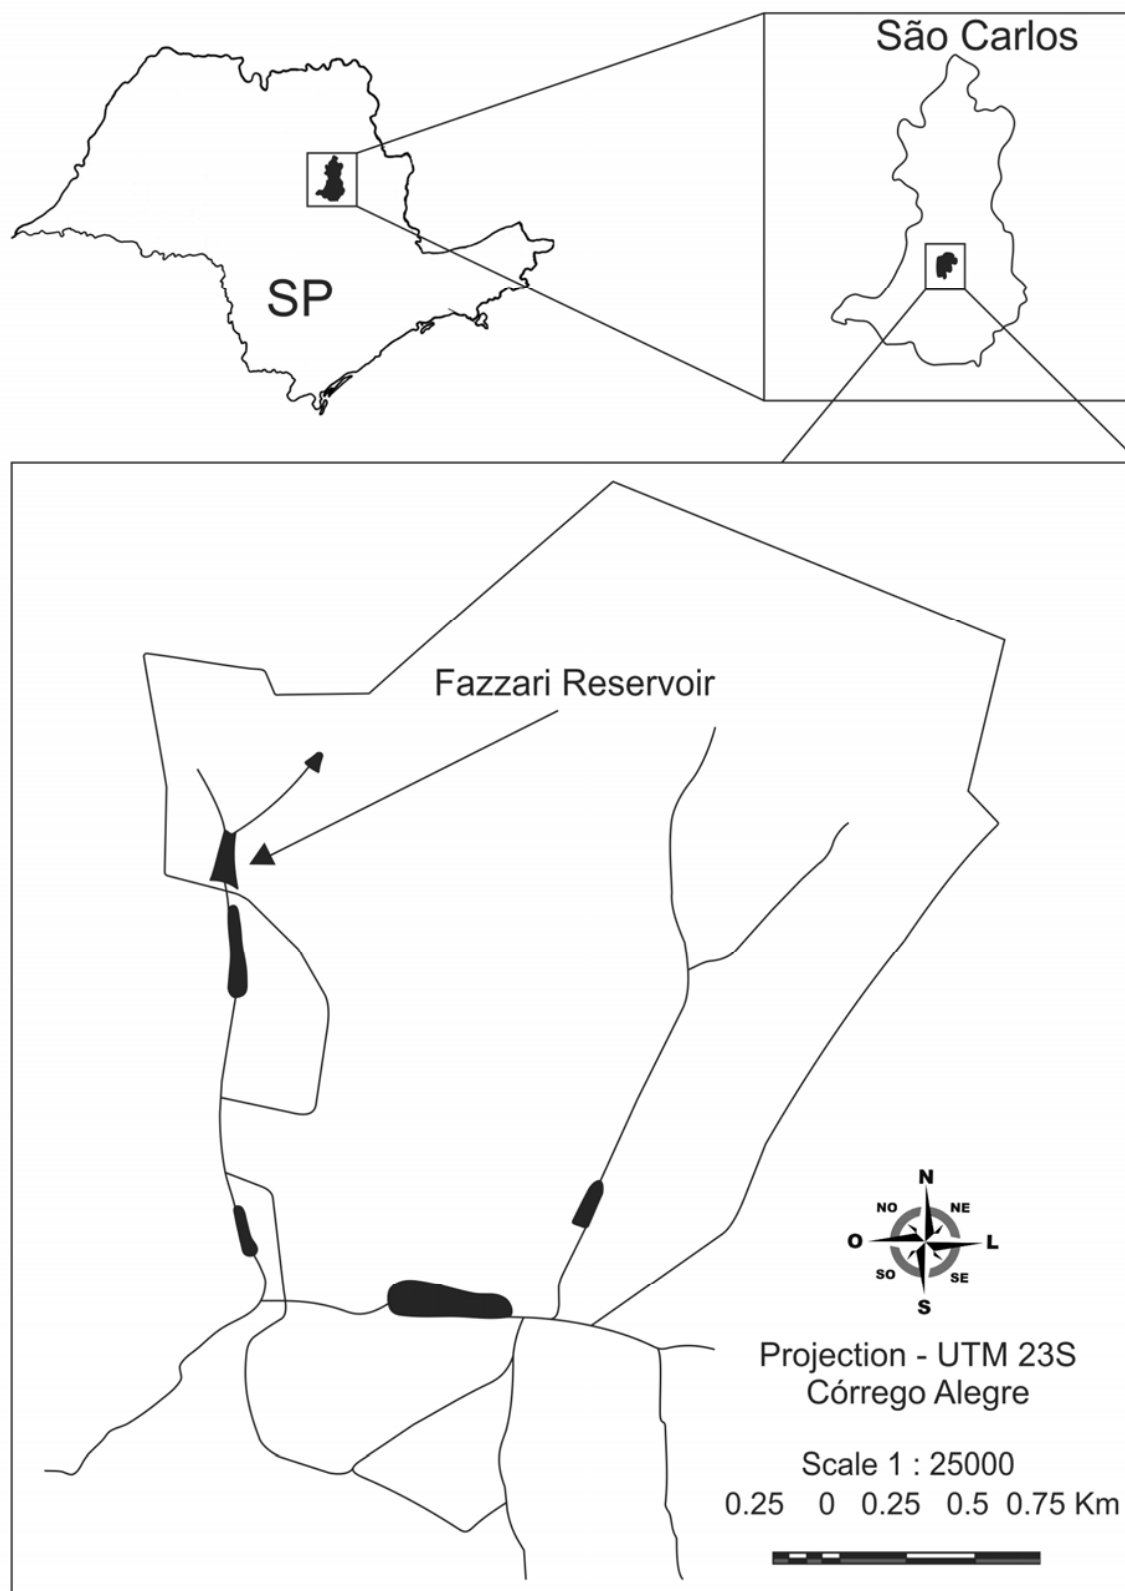 São Carlos
SP
Fazzari Reservoir
N
NO NE
O L
SO SE
S
Projection - UTM 23S
Córrego Alegre
Scale 1 : 25000
0.25 0 0.25 0.5 0.75 Km